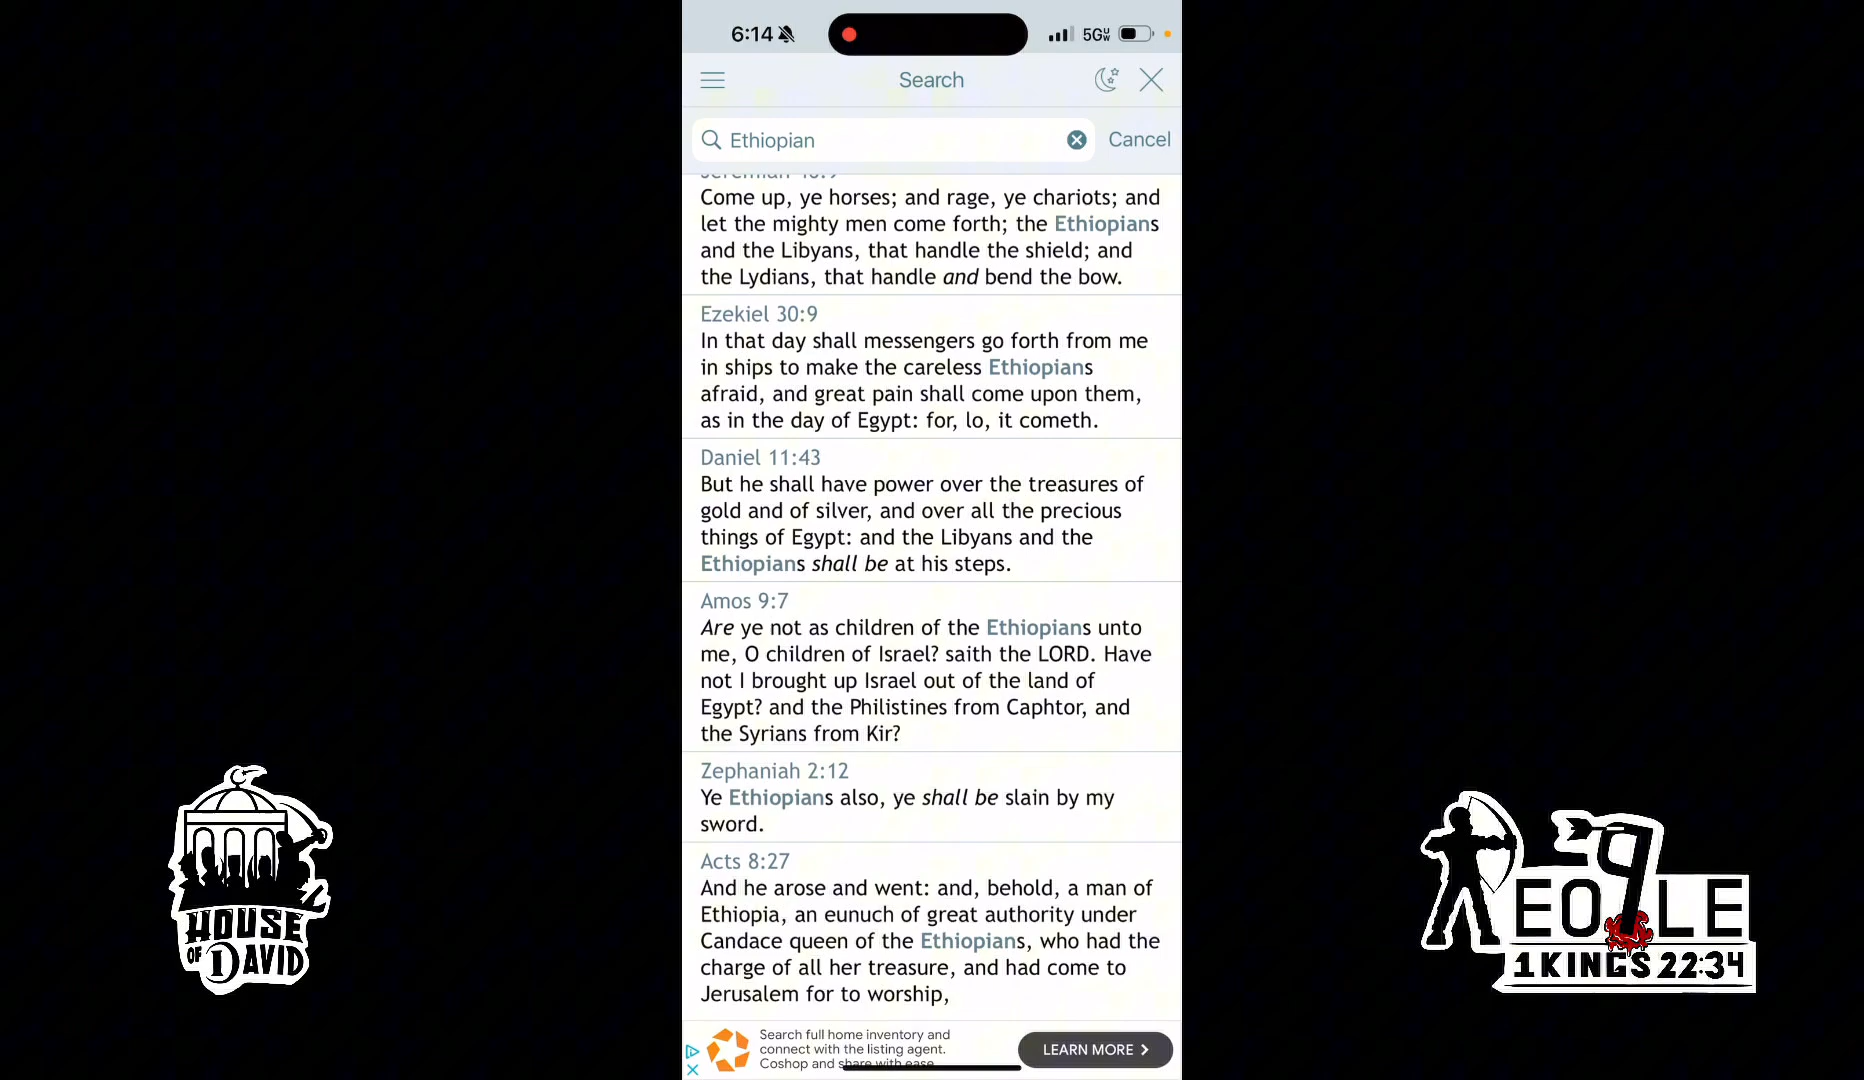 6:14
5G
Search
Ethiopian
Cancel
Jeremiah 46:9
Come up, ye horses; and rage, ye chariots; and
let the mighty men come forth; the Ethiopians
and the Libyans, that handle the shield; and
the Lydians, that handle and bend the bow.
Ezekiel 30:9
In that day shall messengers go forth from me
in ships to make the careless Ethiopians
afraid, and great pain shall come upon them,
as in the day of Egypt: for, lo, it cometh.
Daniel 11:43
But he shall have power over the treasures of
gold and of silver, and over all the precious
things of Egypt: and the Libyans and the
Ethiopians shall be at his steps.
Amos 9:7
Are ye not as children of the Ethiopians unto
me, O children of Israel? saith the LORD. Have
not I brought up Israel out of the land of
Egypt? and the Philistines from Caphtor, and
the Syrians from Kir?
Zephaniah 2:12
Ye Ethiopians also, ye shall be slain by my
sword.
Acts 8:27
And he arose and went: and, behold, a man of
Ethiopia, an eunuch of great authority under
Candace queen of the Ethiopians, who had the
charge of all her treasure, and had come to
Jerusalem for to worship,
Search full home inventory and
connect with the listing agent.
Coshop and share with ease.
LEARN MORE
HOUSE
OF DAVID
EO9LE
1 KINGS 22:34